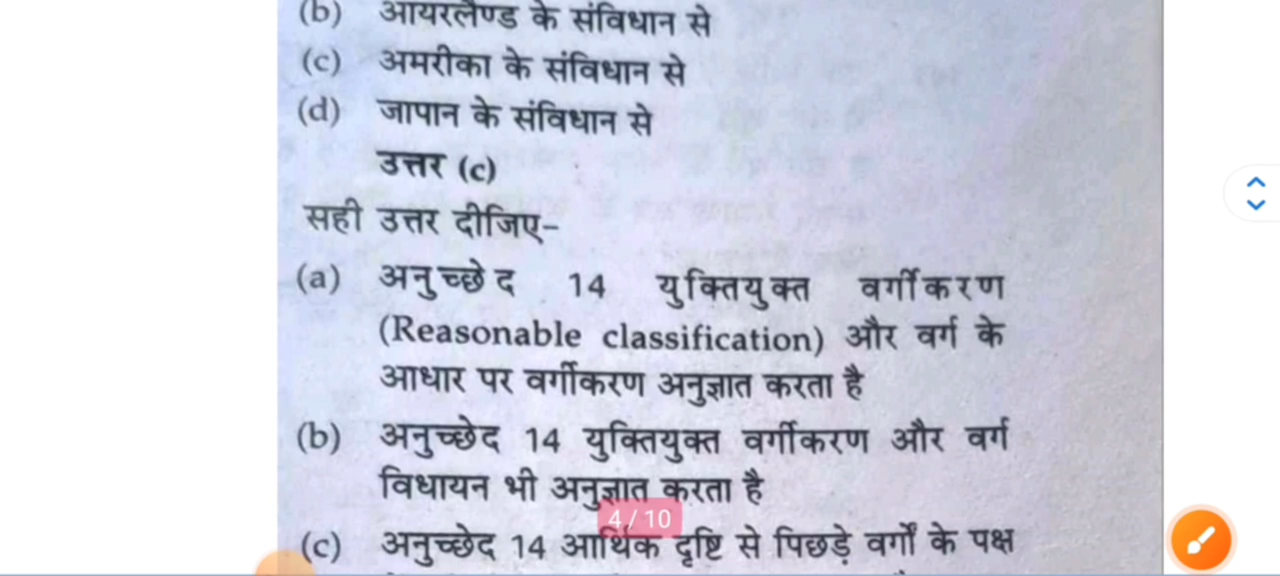 (b) आयरलैण्ड के संविधान से
(c) अमरीका के संविधान से
(d) जापान के संविधान से
उत्तर (c)
सही उत्तर दीजिए-
(a) अनुच्छेद 14 युक्तियुक्त वर्गीकरण
(Reasonable classification) और वर्ग के
आधार पर वर्गीकरण अनुज्ञात करता है
(b) अनुच्छेद 14 युक्तियुक्त वर्गीकरण और वर्ग
विधायन भी अनुज्ञात करता है
4 / 10
(c) अनुच्छेद 14 आर्थिक दृष्टि से पिछड़े वर्गों के पक्ष